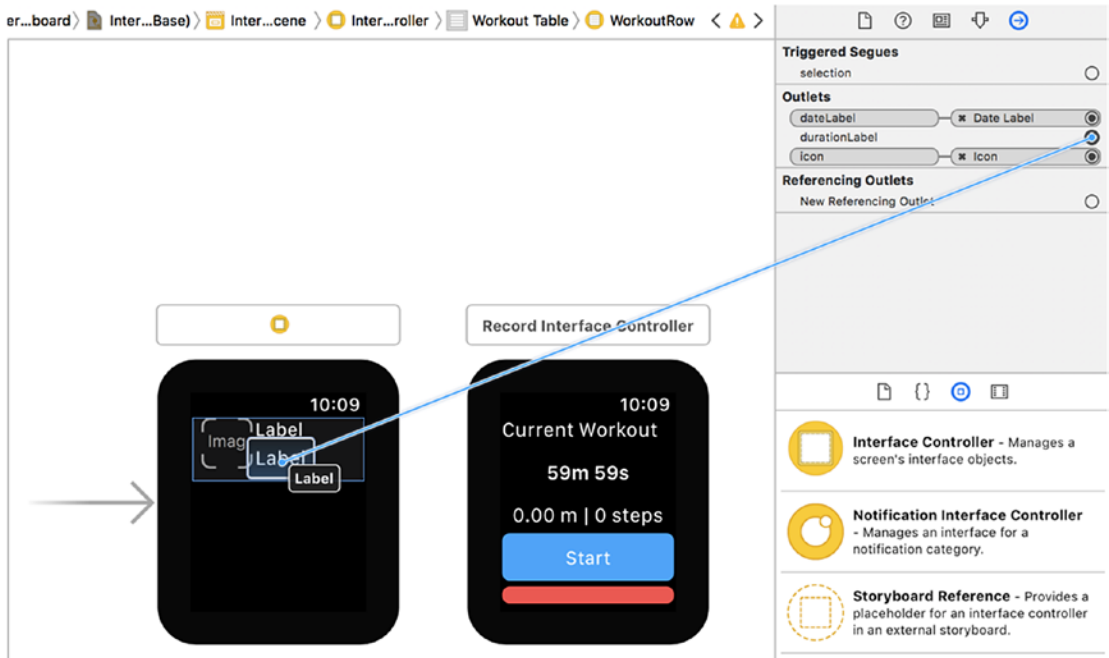 er...board 〉 Inter...Base) 〉 Inter...cene 〉 Inter...roller 〉 Workout Table 〉 WorkoutRow < >
Triggered Segues
selection
Outlets
dateLabel Date Label
durationLabel
icon Icon
Referencing Outlets
New Referencing Outlet
Record Interface Controller
10:09
Imag
Label
Label
Label
10:09
Current Workout
59m 59s
0.00 m | 0 steps
Start
{}
Interface Controller - Manages a
screen's interface objects.
Notification Interface Controller
- Manages an interface for a
notification category.
Storyboard Reference - Provides a
placeholder for an interface controller
in an external storyboard.